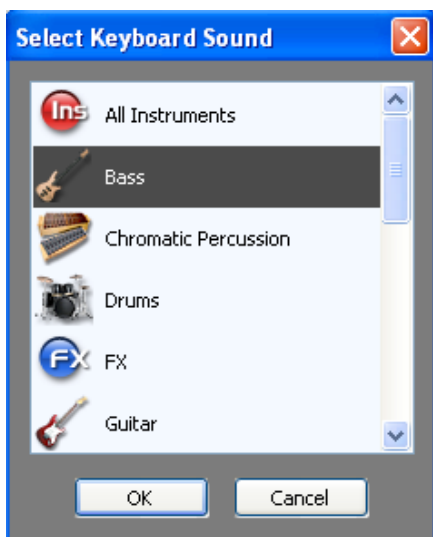 Select Keyboard Sound
Ins All Instruments
Bass
Chromatic Percussion
Drums
FX FX
Guitar
OK Cancel